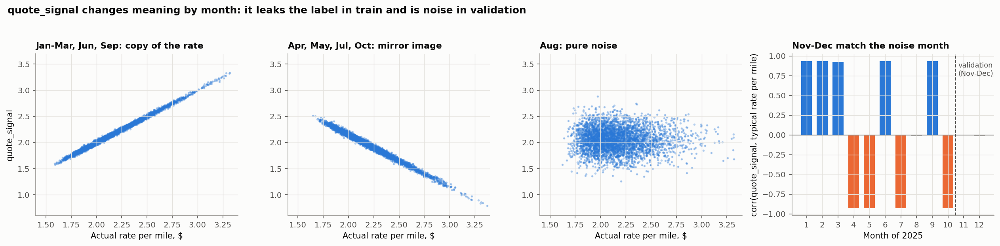 quote_signal changes meaning by month: it leaks the label in train and is noise in validation
Jan-Mar, Jun, Sep: copy of the rate
quote_signal
3.5
3.0
2.5
2.0
1.5
1.0
1.50 1.75 2.00 2.25 2.50 2.75 3.00 3.25
Actual rate per mile, $
Apr, May, Jul, Oct: mirror image
3.5
3.0
2.5
2.0
1.5
1.0
1.50 1.75 2.00 2.25 2.50 2.75 3.00 3.25
Actual rate per mile, $
Aug: pure noise
3.5
3.0
2.5
2.0
1.5
1.0
1.50 1.75 2.00 2.25 2.50 2.75 3.00 3.25
Actual rate per mile, $
Nov-Dec match the noise month
corr(quote_signal, typical rate per mile)
1.00
0.75
0.50
0.25
0.00
−0.25
−0.50
−0.75
−1.00
validation
(Nov-Dec)
1 2 3 4 5 6 7 8 9 10 11 12
Month of 2025